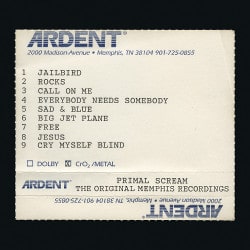 ARDENT®
2000 Madison Avenue • Memphis, TN 38104 901-725-0855
1 JAILBIRD
2 ROCKS
3 CALL ON ME
4 EVERYBODY NEEDS SOMEBODY
5 SAD & BLUE
6 BIG JET PLANE
7 FREE
8 JESUS
9 CRY MYSELF BLIND
DOLBY CrO₂ /METAL
ARDENT® PRIMAL SCREAM
THE ORIGINAL MEMPHIS RECORDINGS
2000 Madison Avenue • Memphis, TN 38104 901-725-0855
ARDENT